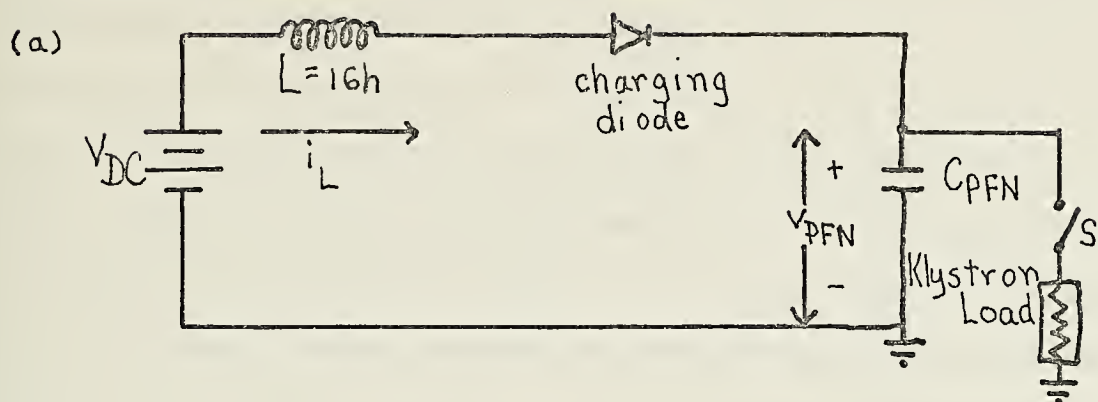 (a)
L=16h
charging
diode
V_DC
i_L
+
v_PFN
-
C_PFN
S
Klystron
Load